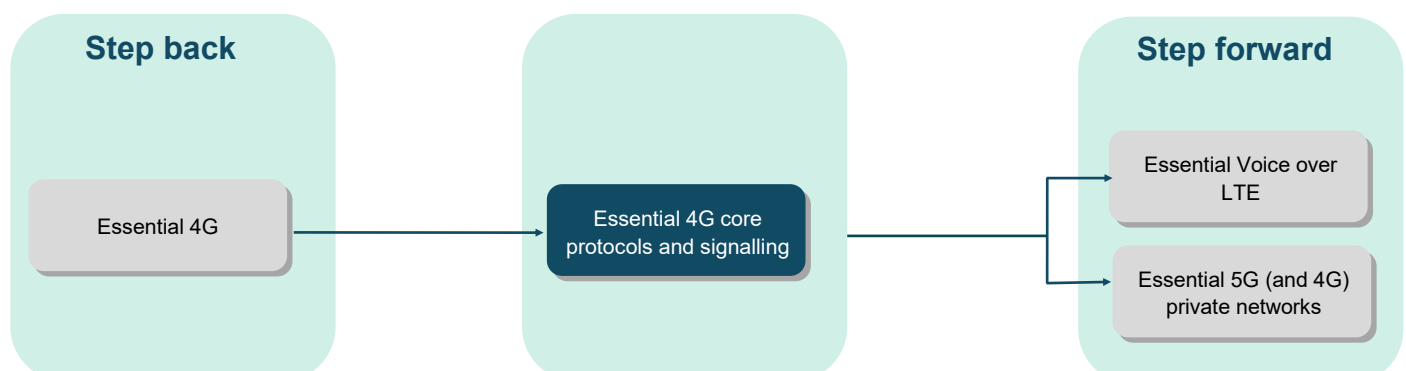 Step back
Essential 4G
Essential 4G core
protocols and signalling
Step forward
Essential Voice over
LTE
Essential 5G (and 4G)
private networks